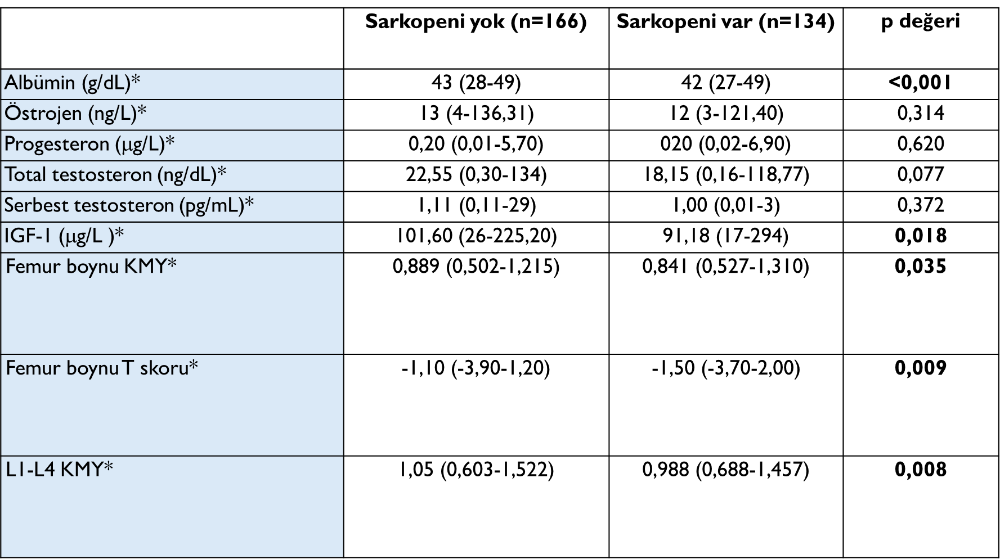 Sarkopeni yok (n=166) Sarkopeni var (n=134) p değeri
Albümin (g/dL)* 43 (28-49) 42 (27-49) <0,001
Östrojen (ng/L)* 13 (4-136,31) 12 (3-121,40) 0,314
Progesteron (μg/L)* 0,20 (0,01-5,70) 020 (0,02-6,90) 0,620
Total testosteron (ng/dL)* 22,55 (0,30-134) 18,15 (0,16-118,77) 0,077
Serbest testosteron (pg/mL)* 1,11 (0,11-29) 1,00 (0,01-3) 0,372
IGF-1 (μg/L )* 101,60 (26-225,20) 91,18 (17-294) 0,018
Femur boynu KMY* 0,889 (0,502-1,215) 0,841 (0,527-1,310) 0,035
Femur boynu T skoru* -1,10 (-3,90-1,20) -1,50 (-3,70-2,00) 0,009
L1-L4 KMY* 1,05 (0,603-1,522) 0,988 (0,688-1,457) 0,008